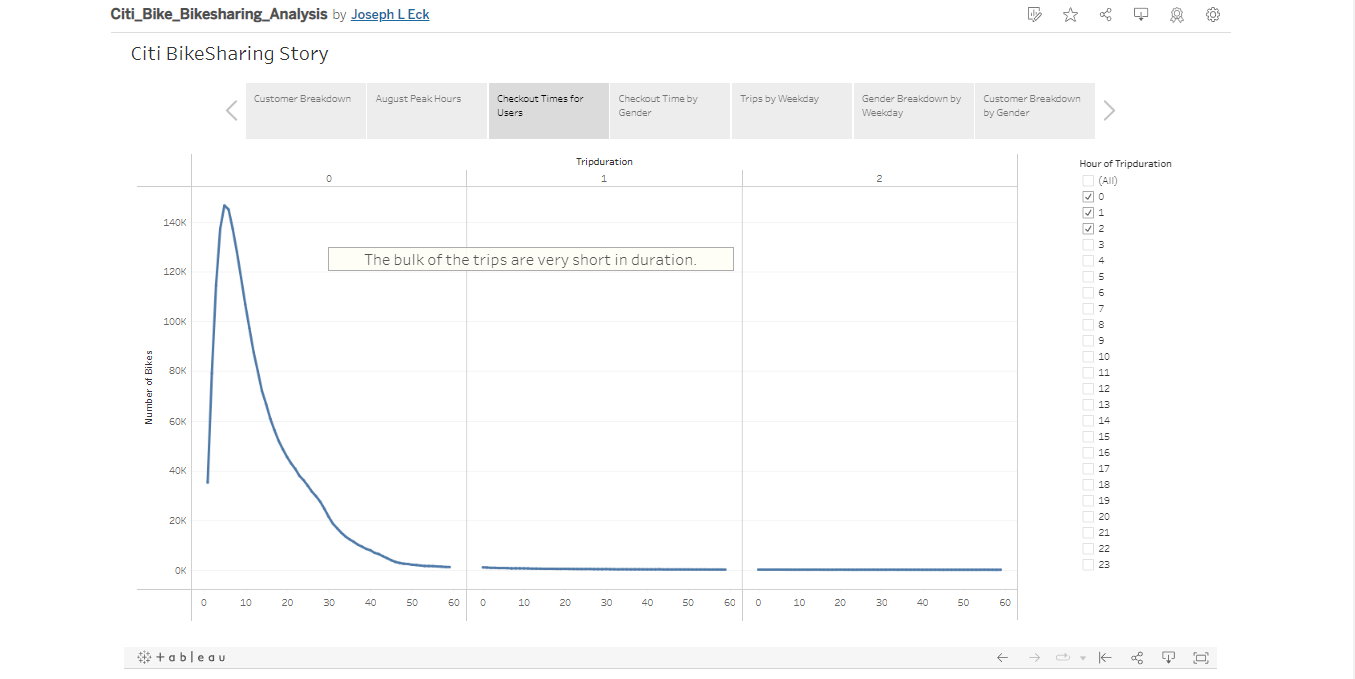 Citi_Bike_Bikesharing_Analysis by Joseph L Eck
Citi BikeSharing Story
Customer Breakdown
August Peak Hours
Checkout Times for
Users
Checkout Time by
Gender
Trips by Weekday
Gender Breakdown by
Weekday
Customer Breakdown
by Gender
Tripduration
0 1 2
140K
120K
100K
80K
60K
40K
20K
0K
Number of Bikes
The bulk of the trips are very short in duration.
0 10 20 30 40 50 60 0 10 20 30 40 50 60 0 10 20 30 40 50 60
Hour of Tripduration
(All)
0
1
2
3
4
5
6
7
8
9
10
11
12
13
14
15
16
17
18
19
20
21
22
23
+ableau